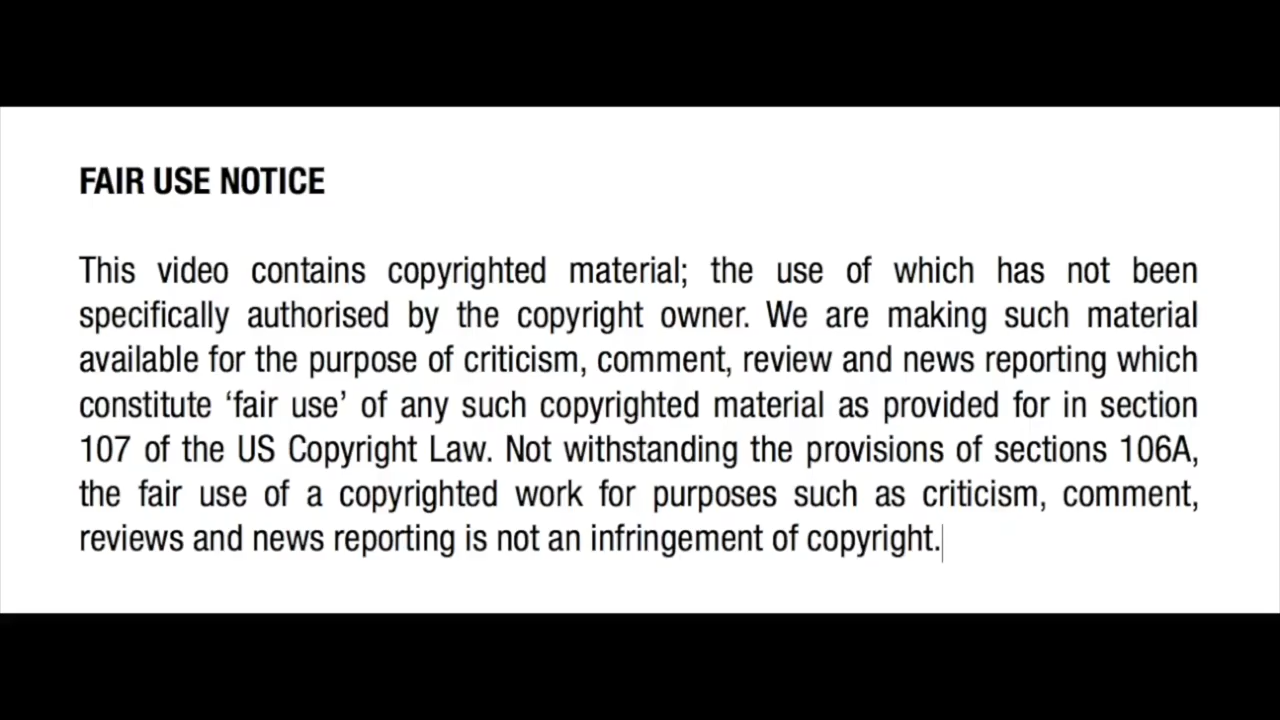 FAIR USE NOTICE
This video contains copyrighted material; the use of which has not been
specifically authorised by the copyright owner. We are making such material
available for the purpose of criticism, comment, review and news reporting which
constitute ‘fair use’ of any such copyrighted material as provided for in section
107 of the US Copyright Law. Not withstanding the provisions of sections 106A,
the fair use of a copyrighted work for purposes such as criticism, comment,
reviews and news reporting is not an infringement of copyright.